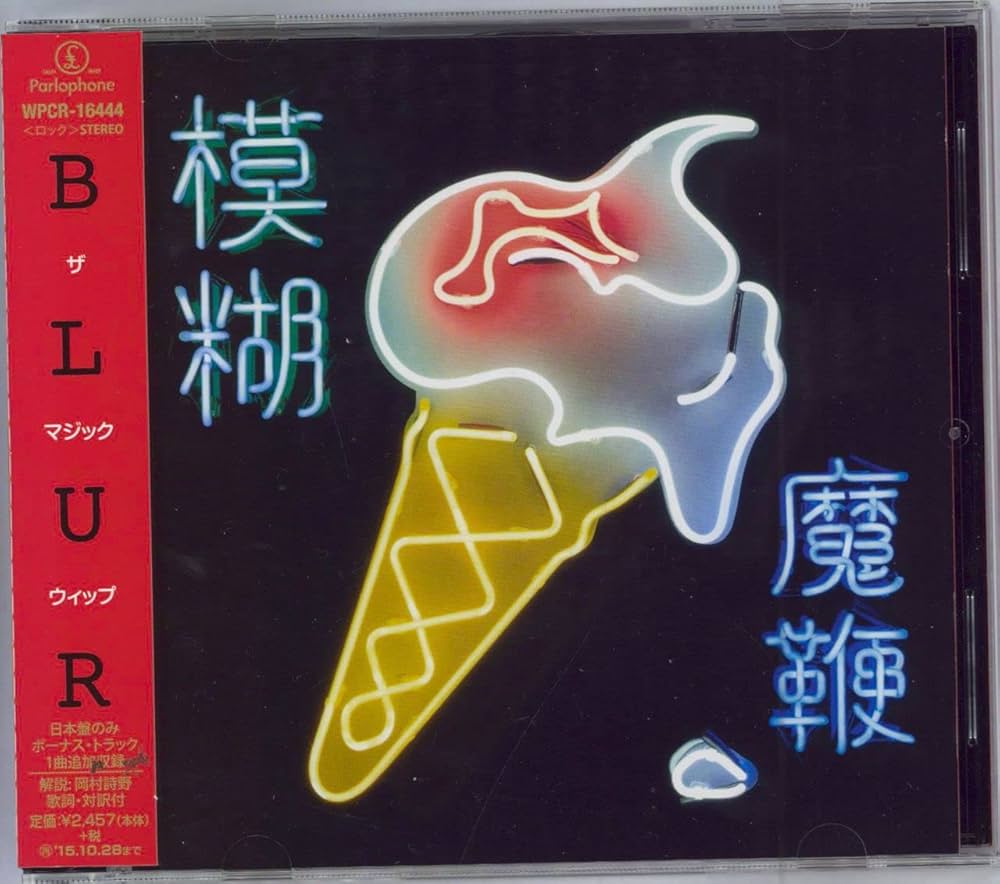 Parlophone
WPCR-16444
<ロック>STEREO
B
ザ
L
マジック
U
ウィップ
R
日本盤のみ
ボーナス・トラック
1曲追加収録
解説:岡村詩野
歌詞・対訳付
定価:¥2,457(本体)
+税
'15.10.28まで
模
糊
魔
鞭